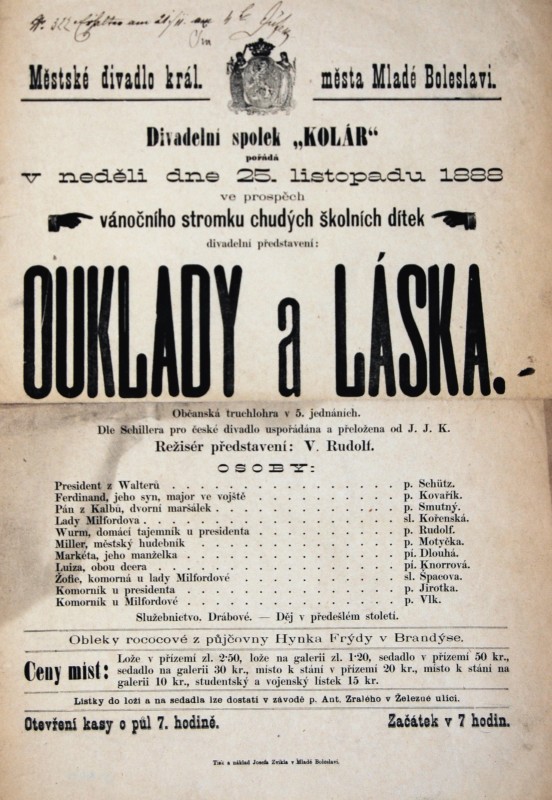 Městské divadlo král. města Mladé Boleslavi.
Divadelní spolek „KOLÁR“
pořádá
v neděli dne 25. listopadu 1888
ve prospěch
vánočního stromku chudých školních dítek
divadelní představení:
OUKLADY a LÁSKA.
Občanská truchlohra v 5. jednáních.
Dle Schillera pro české divadlo uspořádána a přeložena od J. J. K.
Režisér představení: V. Rudolf.
OSOBY:
President z Walterů . . . p. Schütz.
Ferdinand, jeho syn, major ve vojště . . . p. Kovařík.
Pán z Kalbů, dvorní maršálek . . . p. Smutný.
Lady Milfordova . . . sl. Kořenská.
Wurm, domácí tajemník u presidenta . . . p. Rudolf.
Miller, městský hudebník . . . p. Motyčka.
Markéta, jeho manželka . . . pí. Dlouhá.
Luiza, obou dcera . . . pí. Knorrová.
Žofie, komorná u lady Milfordové . . . sl. Špacova.
Komorník u presidenta . . . p. Jirotka.
Komorník u Milfordové . . . p. Vlk.
Služebnictvo. Drábové. — Děj v předešlém století.
Obleky rococové z půjčovny Hynka Frýdy v Brandýse.
Ceny míst: Lože v přízemí zl. 2·50, lože na galerii zl. 1·20, sedadlo v přízemí 50 kr.,
sedadlo na galerii 30 kr., místo k stání v přízemí 20 kr., místo k stání na
galerii 10 kr., studentský a vojenský lístek 15 kr.
Lístky do loží a na sedadla lze dostati v závodě p. Ant. Zralého v Železné ulici.
Otevření kasy o půl 7. hodině. Začátek v 7 hodin.
Tisk a náklad Josefa Zvikla v Mladé Boleslavi.